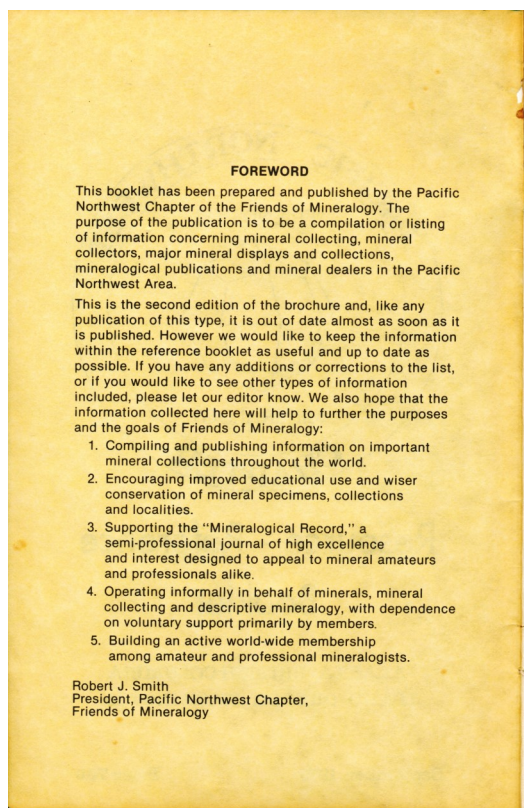 FOREWORD
This booklet has been prepared and published by the Pacific
Northwest Chapter of the Friends of Mineralogy. The
purpose of the publication is to be a compilation or listing
of information concerning mineral collecting, mineral
collectors, major mineral displays and collections,
mineralogical publications and mineral dealers in the Pacific
Northwest Area.
This is the second edition of the brochure and, like any
publication of this type, it is out of date almost as soon as it
is published. However we would like to keep the information
within the reference booklet as useful and up to date as
possible. If you have any additions or corrections to the list,
or if you would like to see other types of information
included, please let our editor know. We also hope that the
information collected here will help to further the purposes
and the goals of Friends of Mineralogy:
1. Compiling and publishing information on important
mineral collections throughout the world.
2. Encouraging improved educational use and wiser
conservation of mineral specimens, collections
and localities.
3. Supporting the "Mineralogical Record," a
semi-professional journal of high excellence
and interest designed to appeal to mineral amateurs
and professionals alike.
4. Operating informally in behalf of minerals, mineral
collecting and descriptive mineralogy, with dependence
on voluntary support primarily by members.
5. Building an active world-wide membership
among amateur and professional mineralogists.
Robert J. Smith
President, Pacific Northwest Chapter,
Friends of Mineralogy